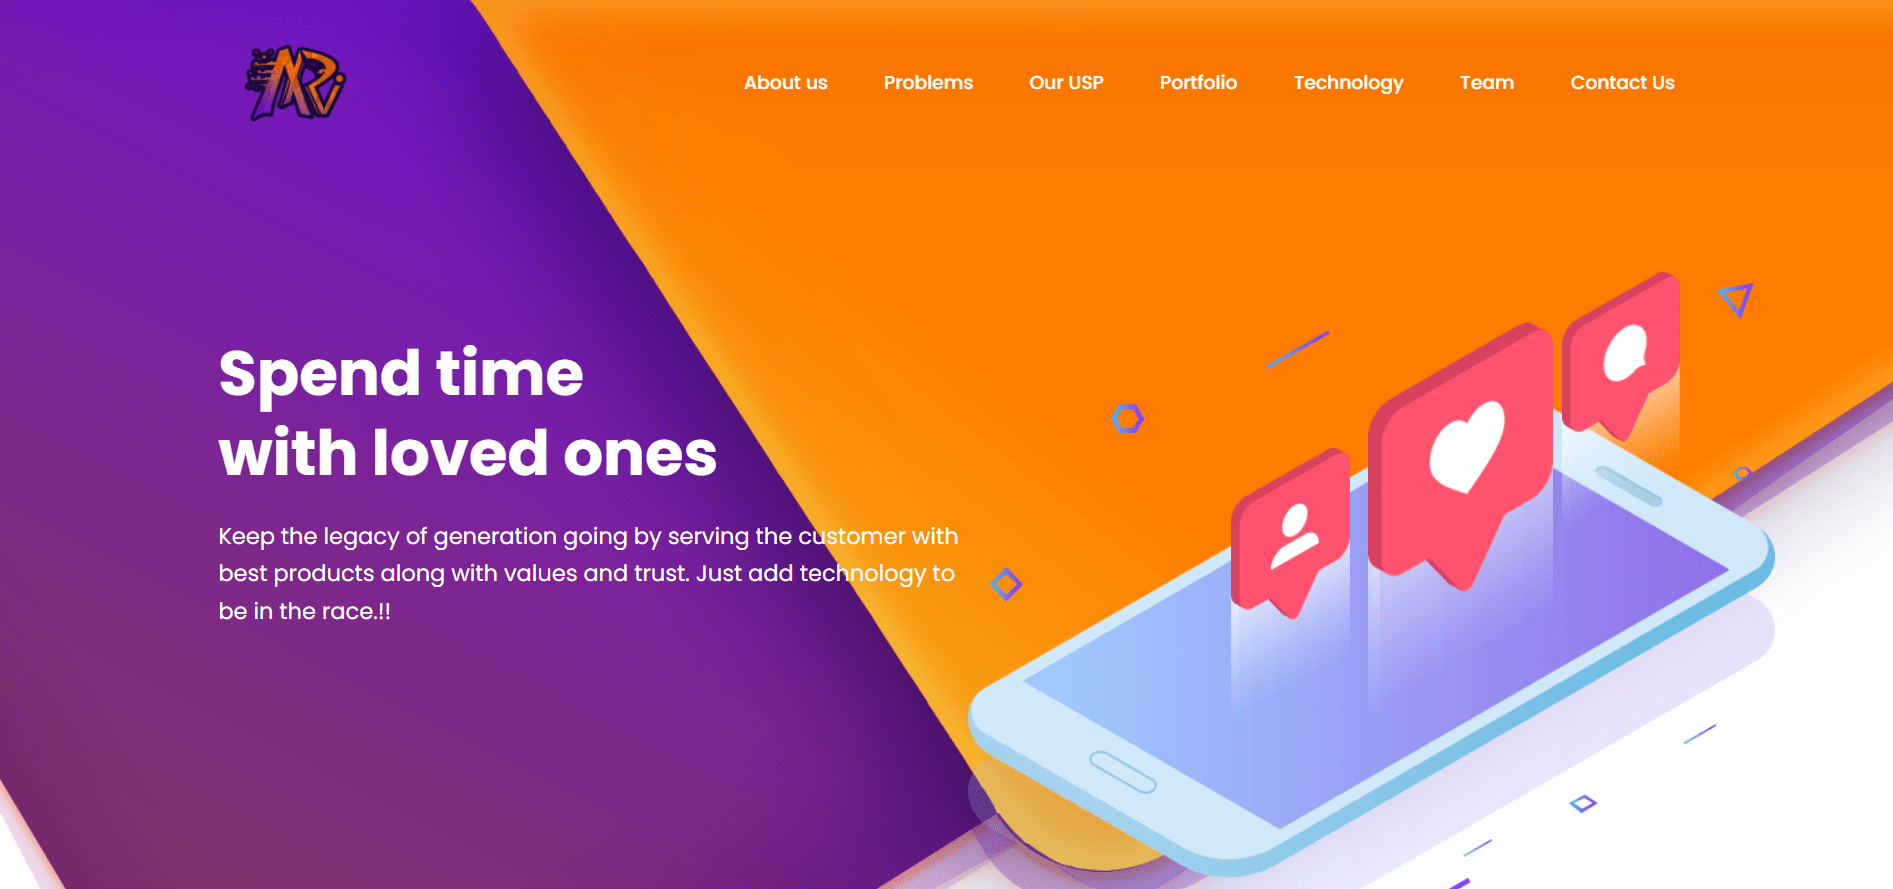 About us Problems Our USP Portfolio Technology Team Contact Us
Spend time
with loved ones
Keep the legacy of generation going by serving the customer with
best products along with values and trust. Just add technology to
be in the race.!!